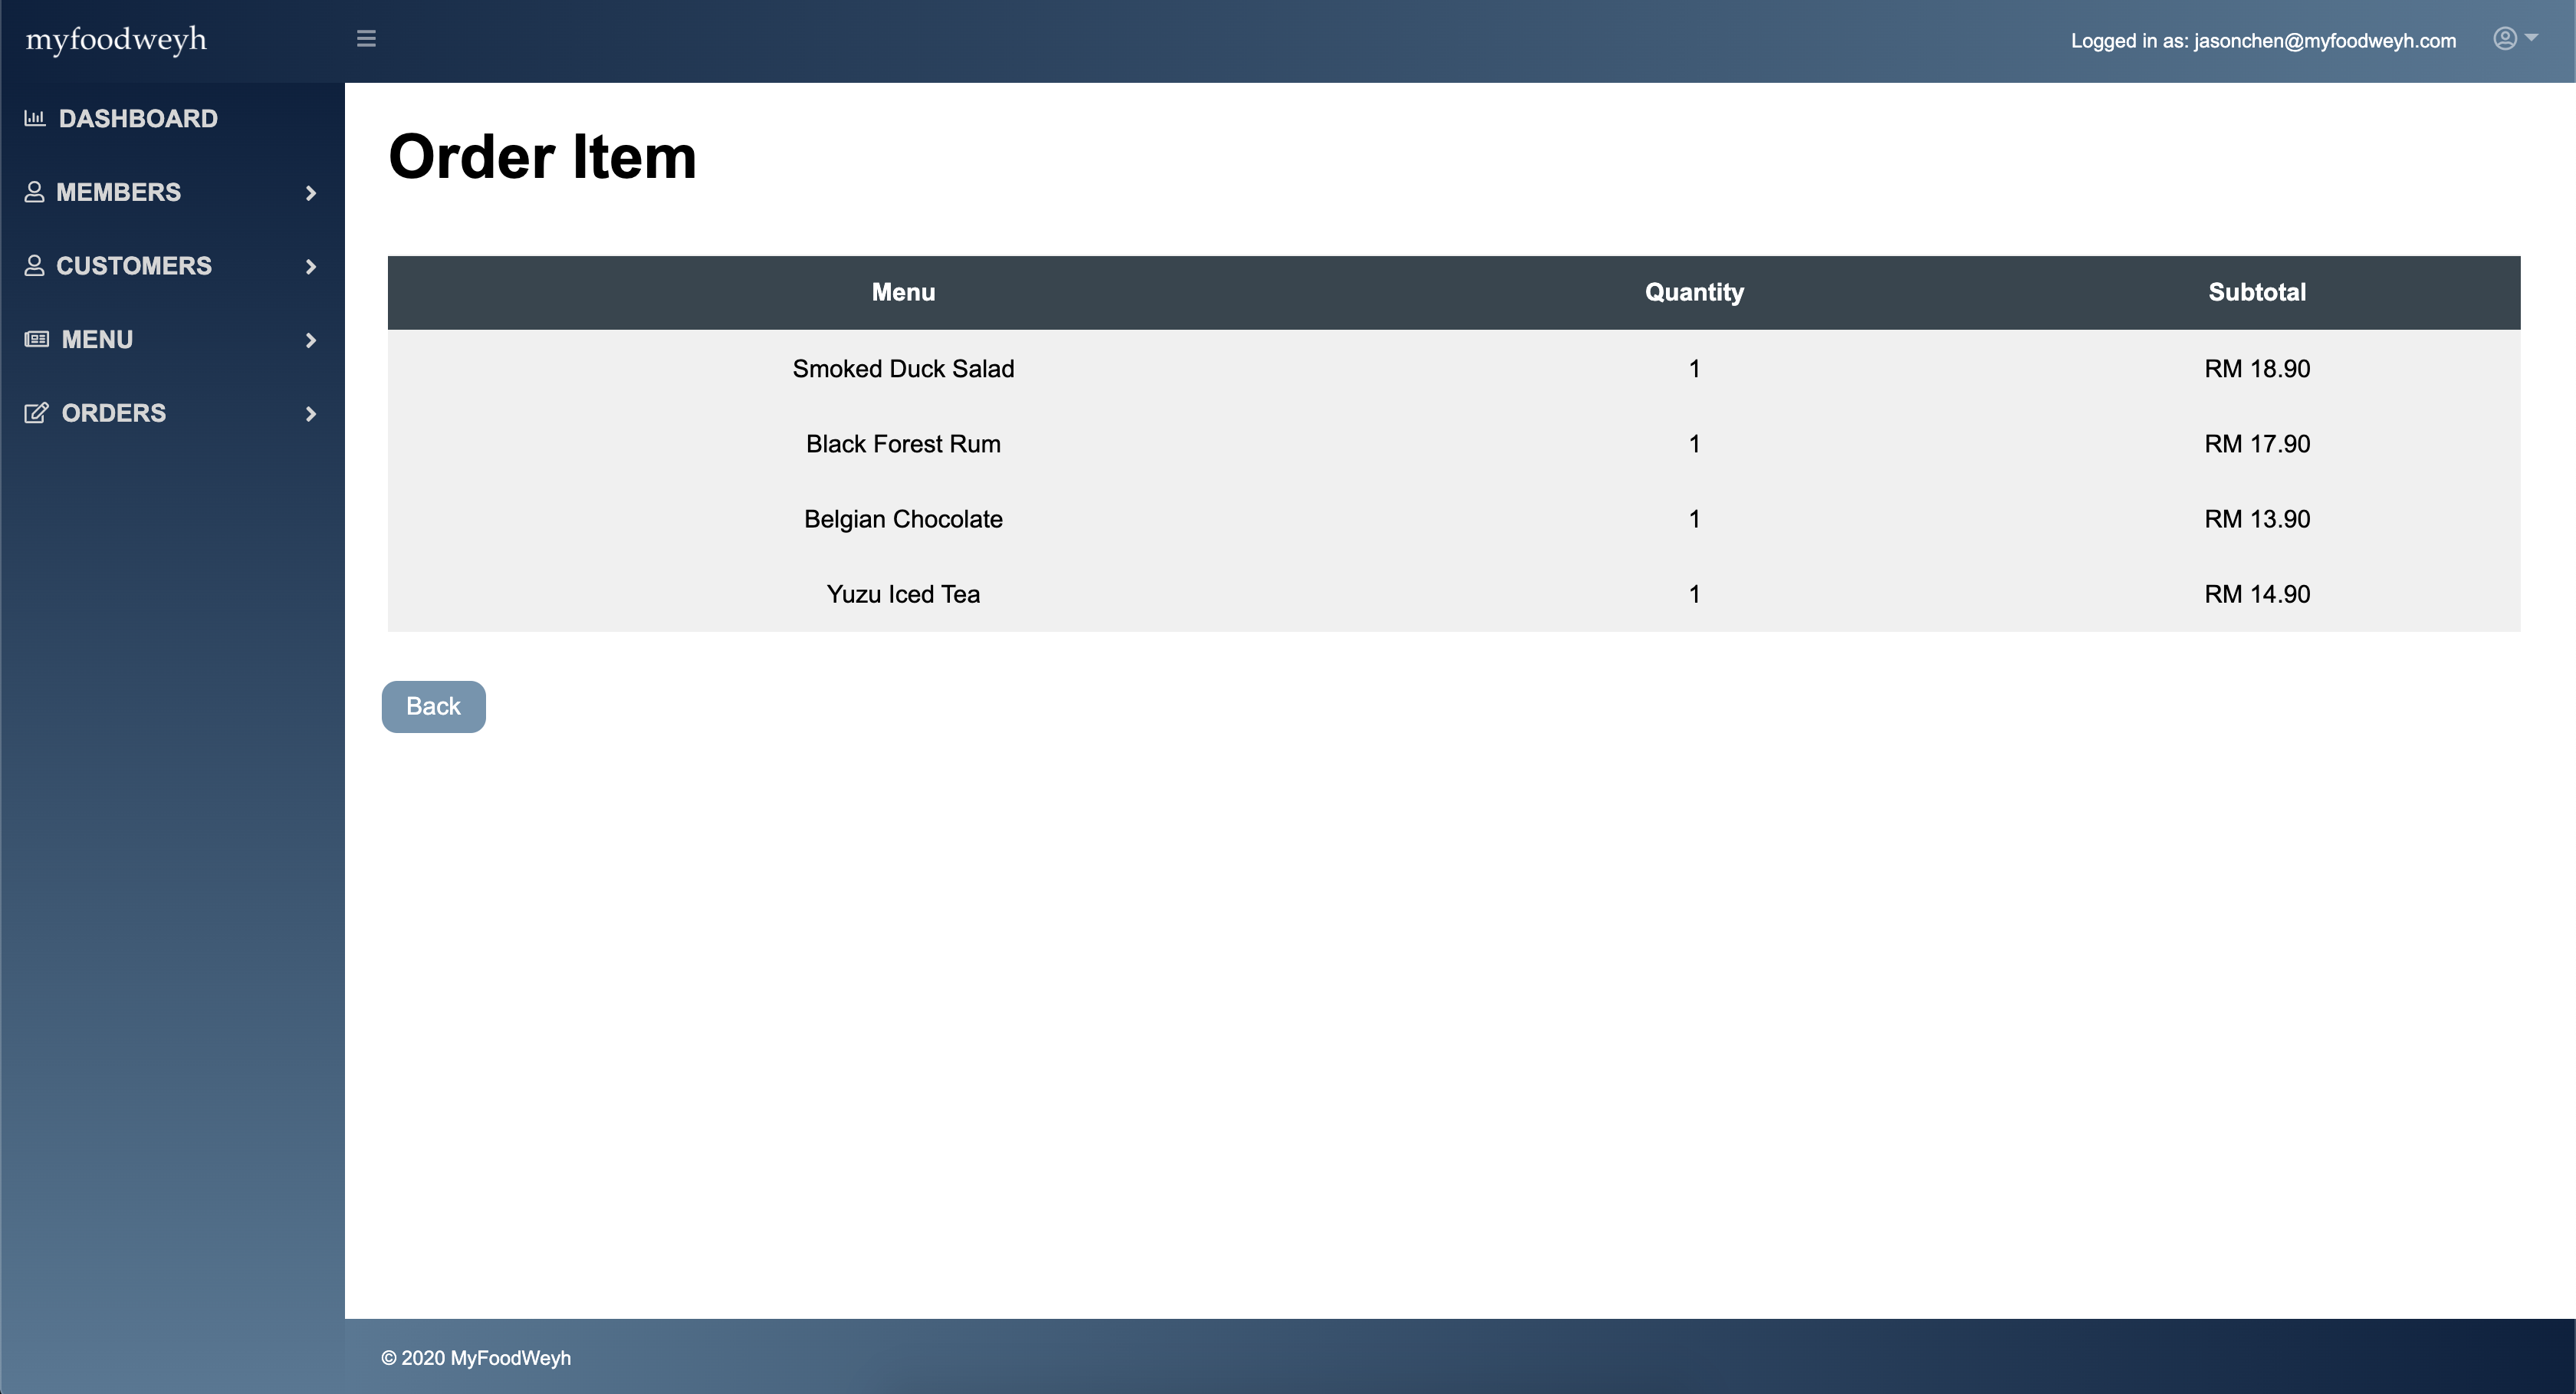 myfoodweyh
Logged in as: jasonchen@myfoodweyh.com
DASHBOARD
MEMBERS
CUSTOMERS
MENU
ORDERS
Order Item
Menu Quantity Subtotal
Smoked Duck Salad 1 RM 18.90
Black Forest Rum 1 RM 17.90
Belgian Chocolate 1 RM 13.90
Yuzu Iced Tea 1 RM 14.90
Back
© 2020 MyFoodWeyh